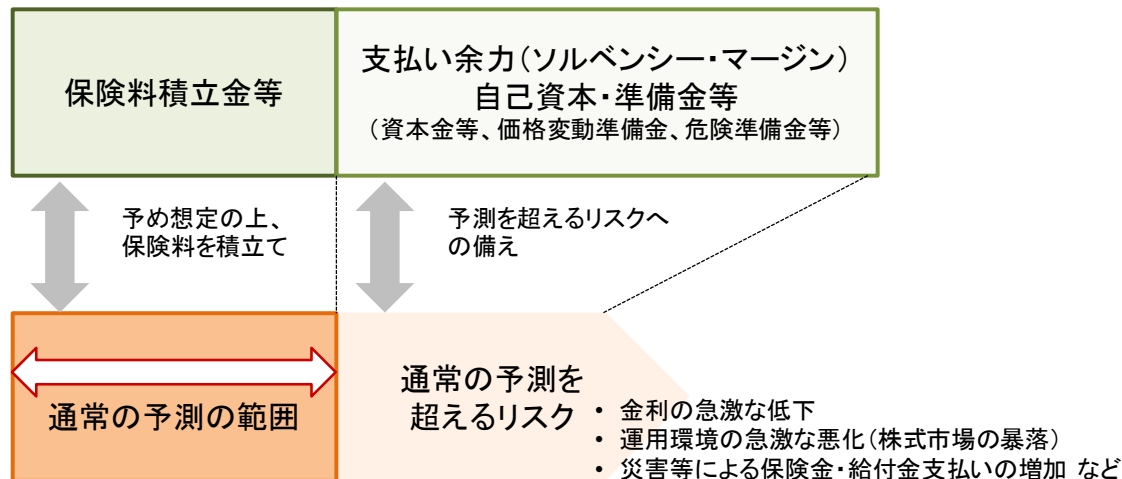 保険料積立金等
支払い余力（ソルベンシー・マージン）
自己資本・準備金等
（資本金等、価格変動準備金、危険準備金等）
予め想定の上、
保険料を積立て
予測を超えるリスクへ
の備え
通常の予測の範囲
通常の予測を
超えるリスク
• 金利の急激な低下
• 運用環境の急激な悪化（株式市場の暴落）
• 災害等による保険金・給付金支払いの増加 など